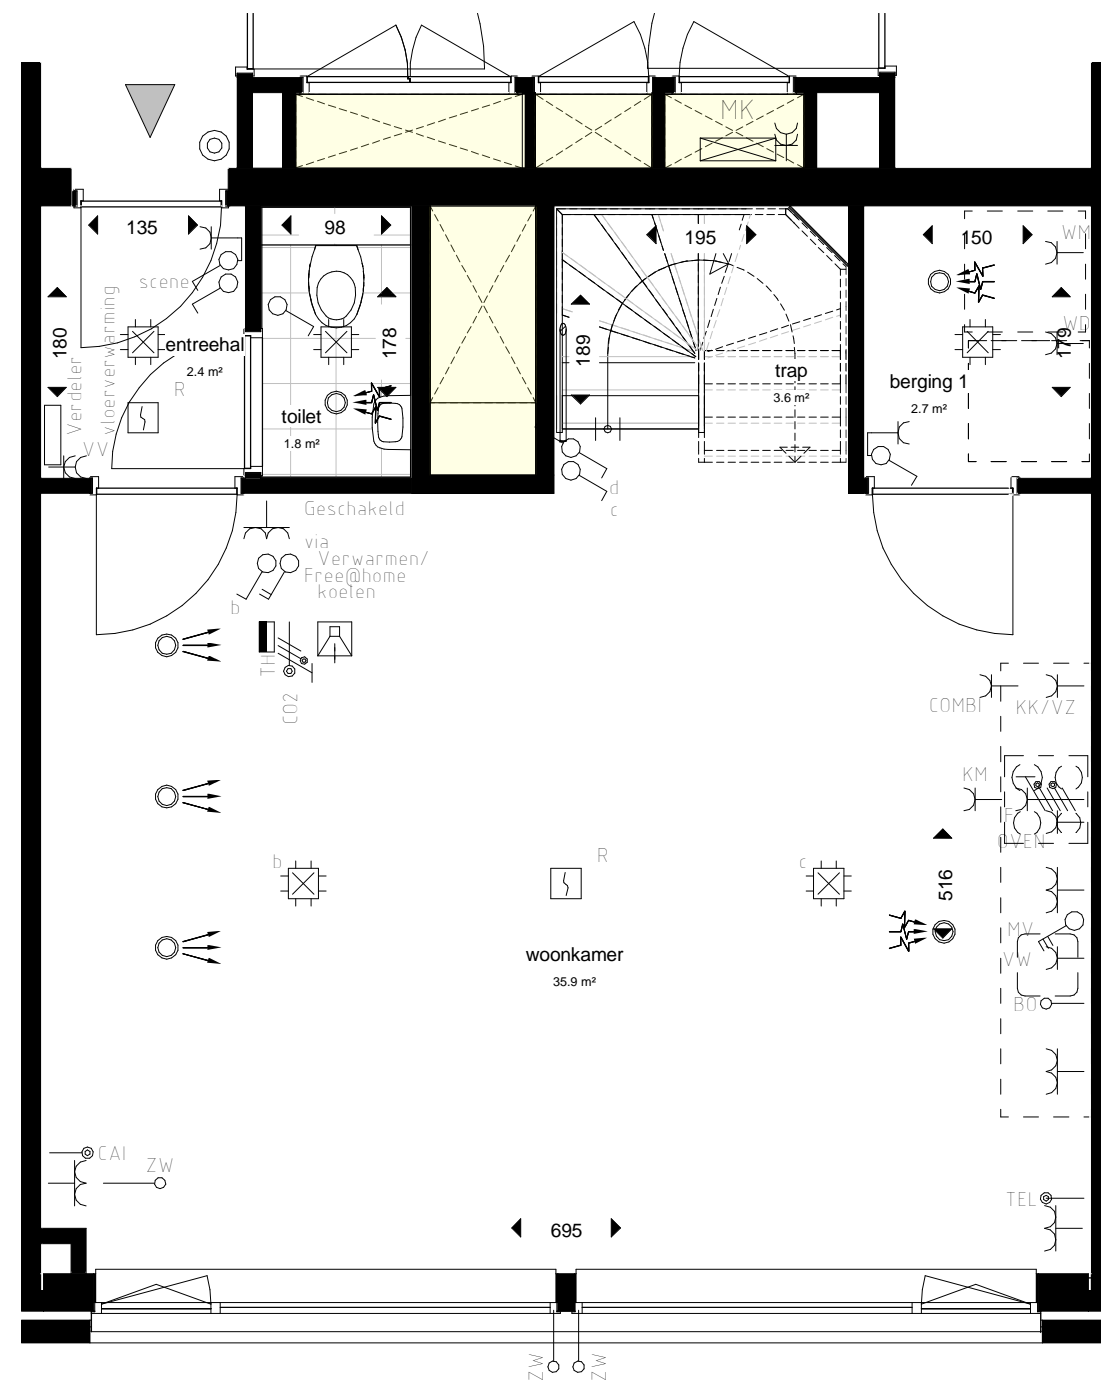 MK
135
98
195
150
WM
scene
180
Verdeler
vloerverwarming
entreehal
2.4 m²
R
VV
178
toilet
1.8 m²
189
trap
3.6 m²
WD
179
berging 1
2.7 m²
d
c
Geschakeld
via
Verwarmen/
Free@home
koelen
b
TH
CO2
COMBI
KK/VZ
KM
F
OVEN
b
R
c
516
woonkamer
35.9 m²
MV
VW
BO
CAI
ZW
TEL
695
ZW
ZW